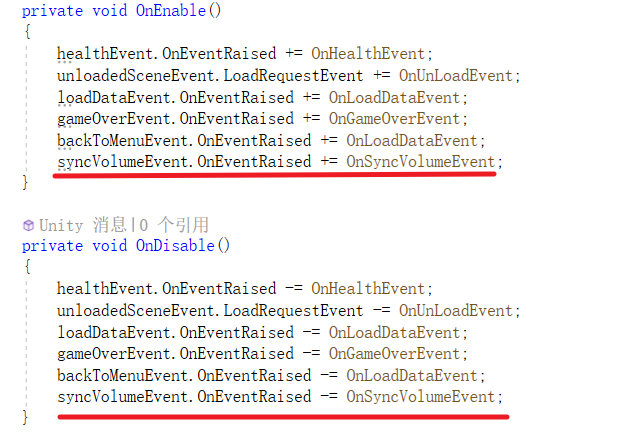 private void OnEnable()
{
healthEvent.OnEventRaised += OnHealthEvent;
unloadedSceneEvent.LoadRequestEvent += OnUnLoadEvent;
loadDataEvent.OnEventRaised += OnLoadDataEvent;
gameOverEvent.OnEventRaised += OnGameOverEvent;
backToMenuEvent.OnEventRaised += OnLoadDataEvent;
syncVolumeEvent.OnEventRaised += OnSyncVolumeEvent;
}
Unity 消息|0 个引用
private void OnDisable()
{
healthEvent.OnEventRaised -= OnHealthEvent;
unloadedSceneEvent.LoadRequestEvent -= OnUnLoadEvent;
loadDataEvent.OnEventRaised -= OnLoadDataEvent;
gameOverEvent.OnEventRaised -= OnGameOverEvent;
backToMenuEvent.OnEventRaised -= OnLoadDataEvent;
syncVolumeEvent.OnEventRaised -= OnSyncVolumeEvent;
}